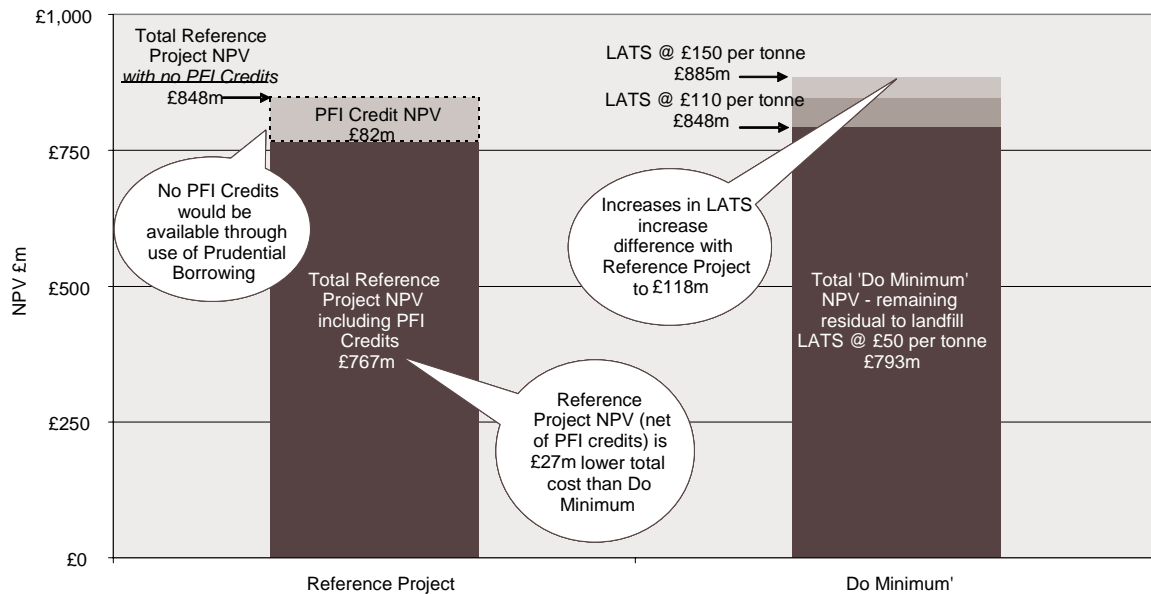 £1,000
£750
£500
£250
£0
NPV £m
Total Reference
Project NPV
with no PFI Credits
£848m
PFI Credit NPV
£82m
No PFI Credits
would be
available through
use of Prudential
Borrowing
Total Reference
Project NPV
including PFI
Credits
£767m
Reference
Project NPV (net
of PFI credits) is
£27m lower total
cost than Do
Minimum
LATS @ £150 per tonne
£885m
LATS @ £110 per tonne
£848m
Increases in LATS
increase
difference with
Reference Project
to £118m
Total 'Do Minimum'
NPV - remaining
residual to landfill
LATS @ £50 per tonne
£793m
Reference Project
Do Minimum'